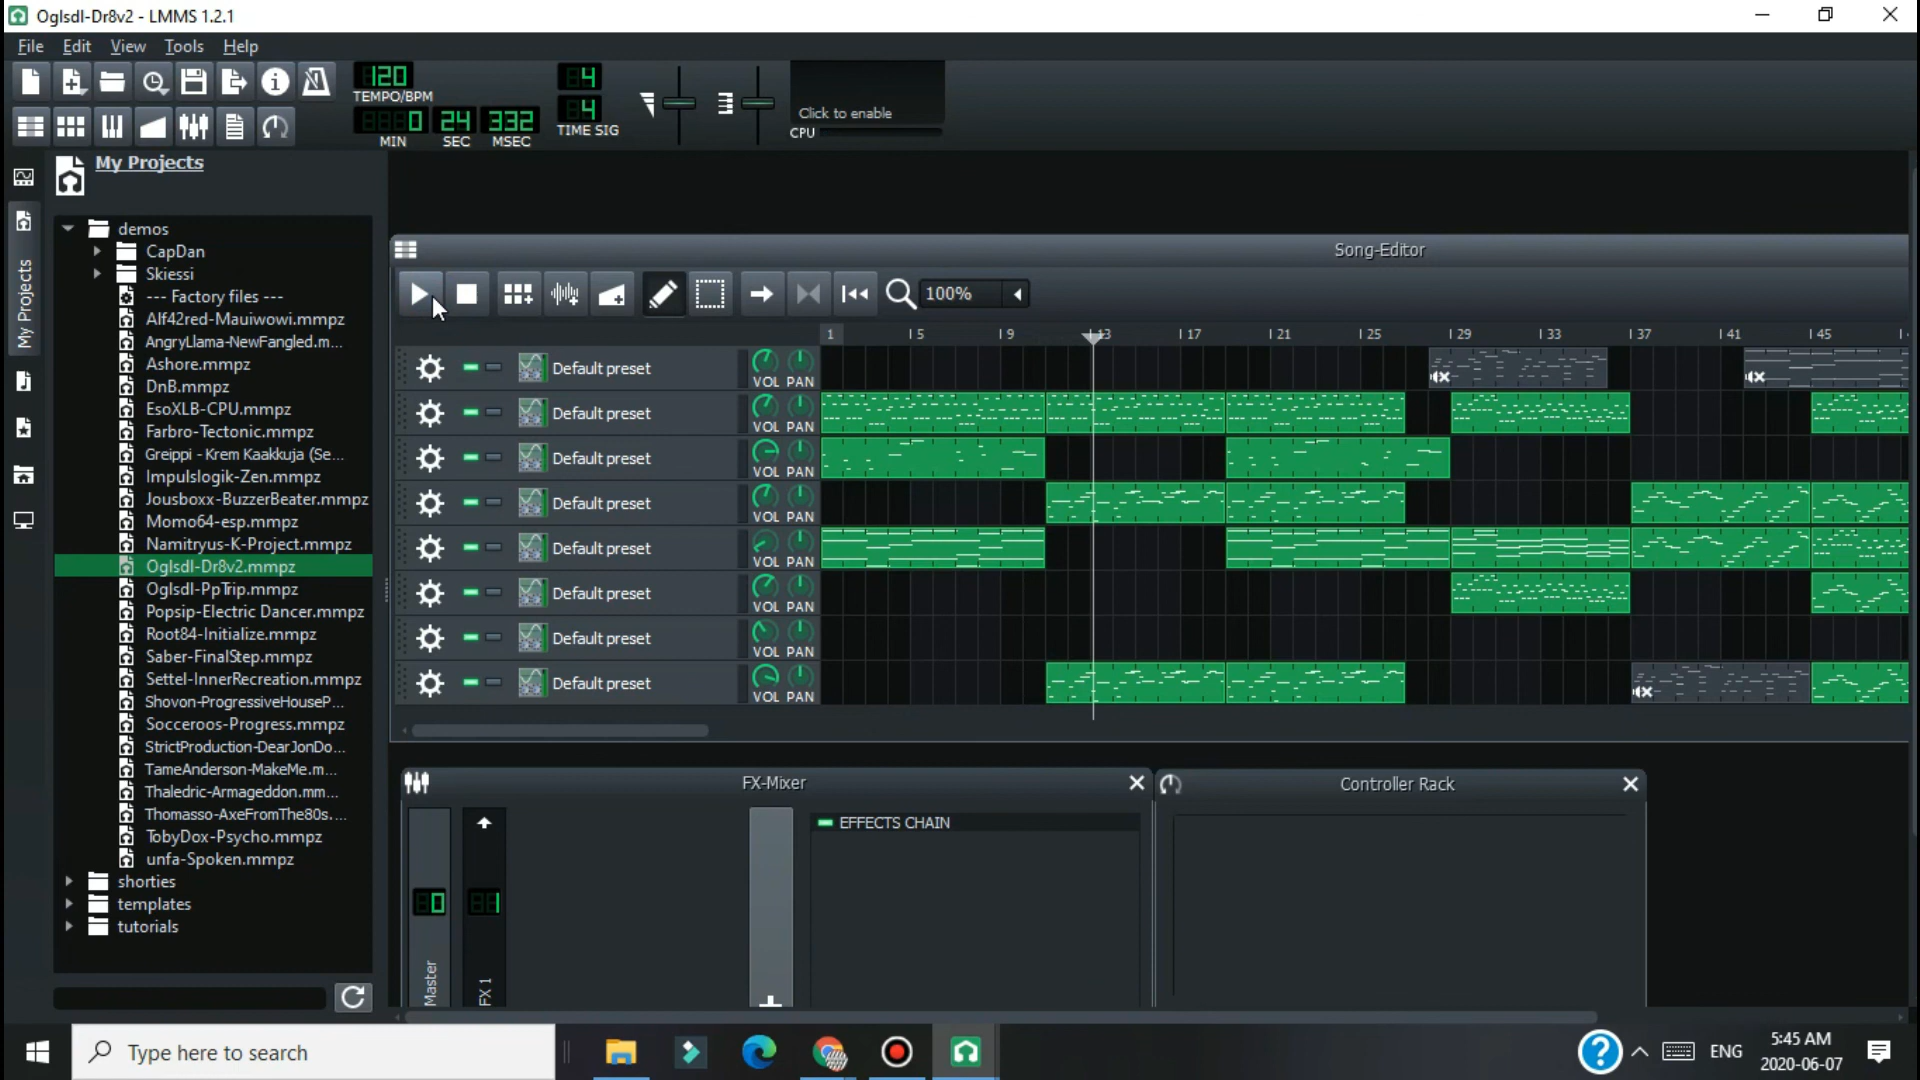 Oglsdl-Dr8v2 - LMMS 1.2.1
File Edit View Tools Help
120
TEMPO/BPM
0 24 332
MIN SEC MSEC
4
4
TIME SIG
Click to enable
CPU
My Projects
My Projects
demos
CapDan
Skiessi
--- Factory files ---
Alf42red-Mauiwowi.mmpz
AngryLlama-NewFangled.m...
Ashore.mmpz
DnB.mmpz
EsoXLB-CPU.mmpz
Farbro-Tectonic.mmpz
Greippi - Krem Kaakkuja (Se...
Impulslogik-Zen.mmpz
Jousboxx-BuzzerBeater.mmpz
Momo64-esp.mmpz
Namitryus-K-Project.mmpz
Oglsdl-Dr8v2.mmpz
Oglsdl-PpTrip.mmpz
Popsip-Electric Dancer.mmpz
Root84-Initialize.mmpz
Saber-FinalStep.mmpz
Settel-InnerRecreation.mmpz
Shovon-ProgressiveHouseP...
Socceroos-Progress.mmpz
StrictProduction-DearJonDo...
TameAnderson-MakeMe.m...
Thaledric-Armageddon.mm...
Thomasso-AxeFromThe80s....
TobyDox-Psycho.mmpz
unfa-Spoken.mmpz
shorties
templates
tutorials
Song-Editor
100%
1 5 9 13 17 21 25 29 33 37 41 45
Default preset VOL PAN
Default preset VOL PAN
Default preset VOL PAN
Default preset VOL PAN
Default preset VOL PAN
Default preset VOL PAN
Default preset VOL PAN
Default preset VOL PAN
FX-Mixer
EFFECTS CHAIN
0 1
Master FX 1
Controller Rack
Type here to search
ENG
5:45 AM
2020-06-07